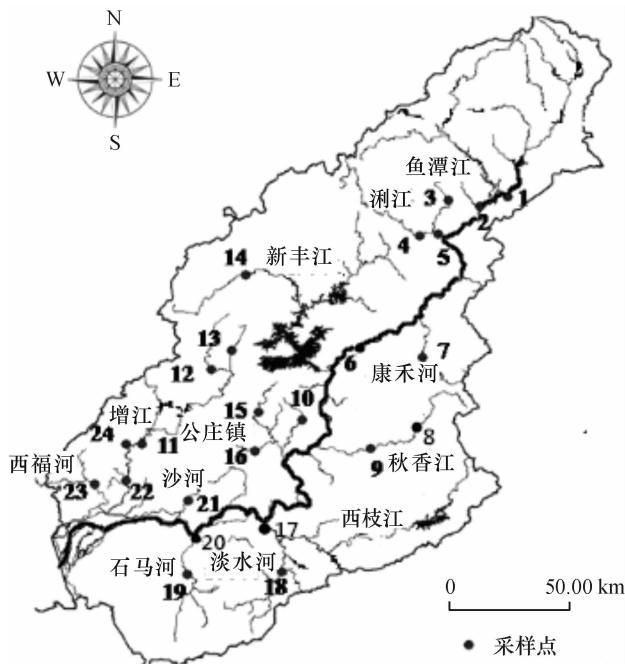 N
W E
S
鱼潭江
浰江 3 1
2
4 5
14 新丰江
13
6 7
12 康禾河
15 10
增江
公庄镇 8
24 11
16 9 秋香江
西福河 沙河
23 22
21 西枝江
17
20
石马河 淡水河
19 18
0 50.00 km
采样点